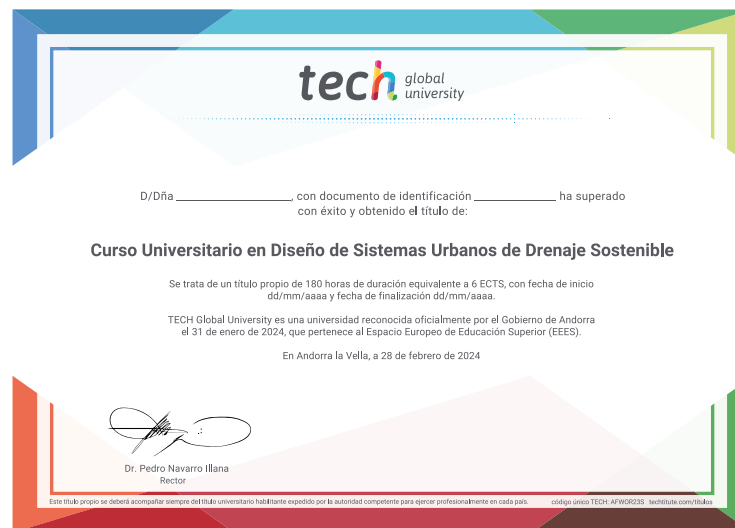 tech global university
D/Dña ____________________, con documento de identificación ______________ ha superado
con éxito y obtenido el título de:
Curso Universitario en Diseño de Sistemas Urbanos de Drenaje Sostenible
Se trata de un título propio de 180 horas de duración equivalente a 6 ECTS, con fecha de inicio
dd/mm/aaaa y fecha de finalización dd/mm/aaaa.
TECH Global University es una universidad reconocida oficialmente por el Gobierno de Andorra
el 31 de enero de 2024, que pertenece al Espacio Europeo de Educación Superior (EEES).
En Andorra la Vella, a 28 de febrero de 2024
Dr. Pedro Navarro Illana
Rector
Este título propio se deberá acompañar siempre del título universitario habilitante expedido por la autoridad competente para ejercer profesionalmente en cada país. código único TECH: AFWOR23S techtitute.com/titulos